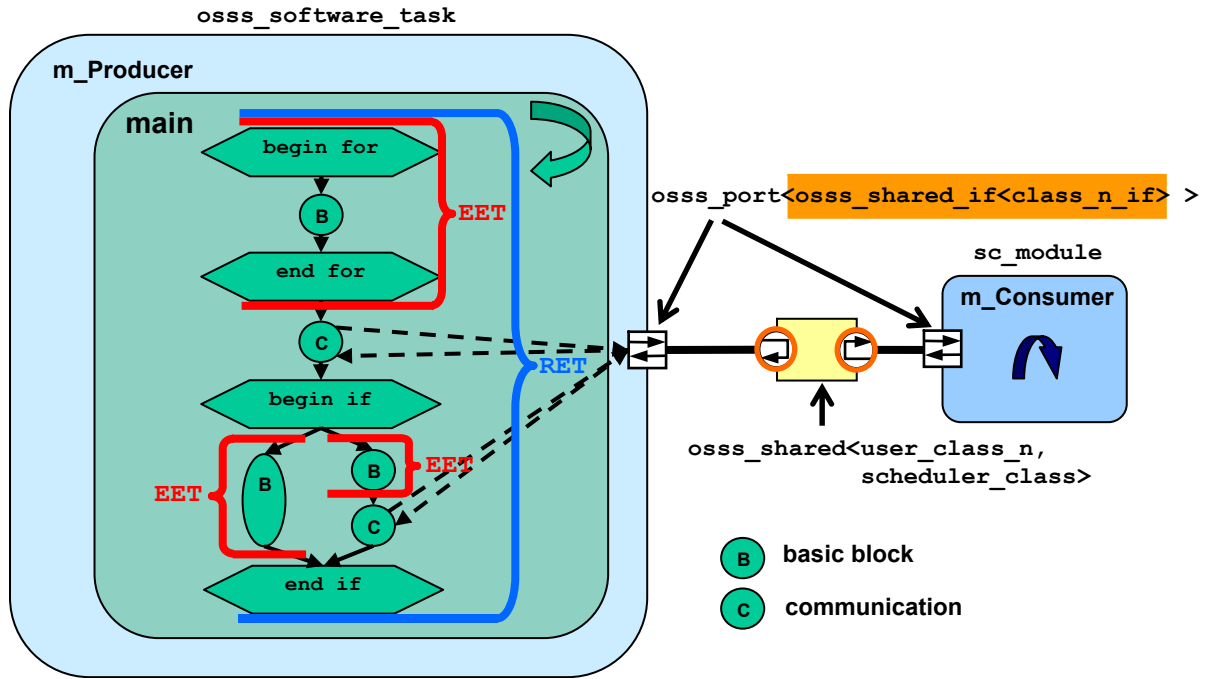 osss_software_task
m_Producer
main
begin for
B
EET
end for
C
RET
begin if
B
EET
B
EET
C
end if
osss_port<osss_shared_if<class_n_if> >
sc_module
m_Consumer
osss_shared<user_class_n,
scheduler_class>
B basic block
C communication